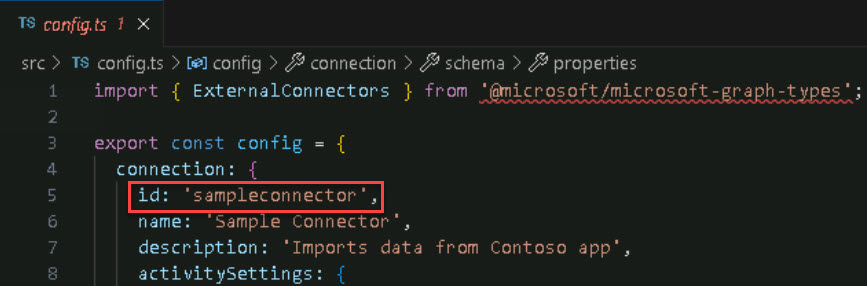 TS config.ts 1 ×
src > TS config.ts > config > connection > schema > properties
1 import { ExternalConnectors } from '@microsoft/microsoft-graph-types';
2
3 export const config = {
4 connection: {
5 id: 'sampleconnector',
6 name: 'Sample Connector',
7 description: 'Imports data from Contoso app',
8 activitySettings: {